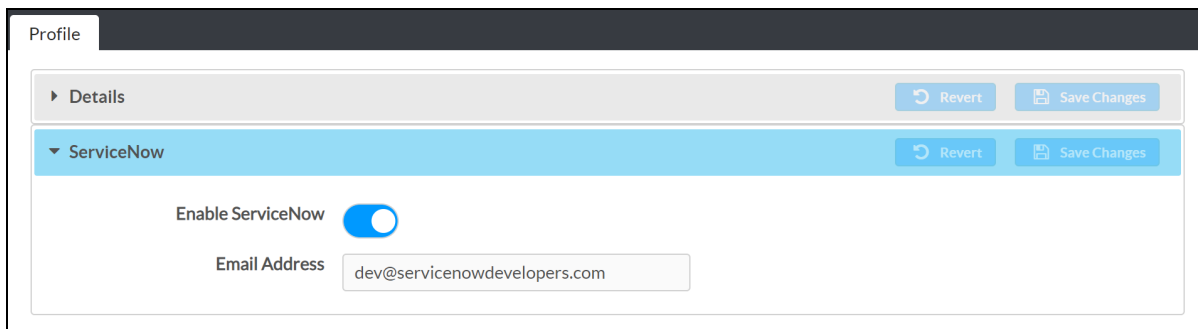 Profile
Details Revert Save Changes
ServiceNow Revert Save Changes
Enable ServiceNow
Email Address dev@servicenowdevelopers.com